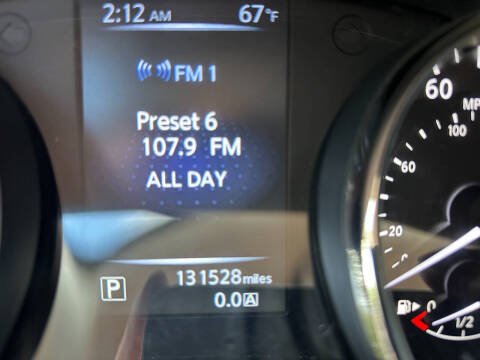 2:12 AM 67°F
FM 1
Preset 6
107.9 FM
ALL DAY
131528 miles
P 0.0 A
60 MP
100
60
20
0
1/2